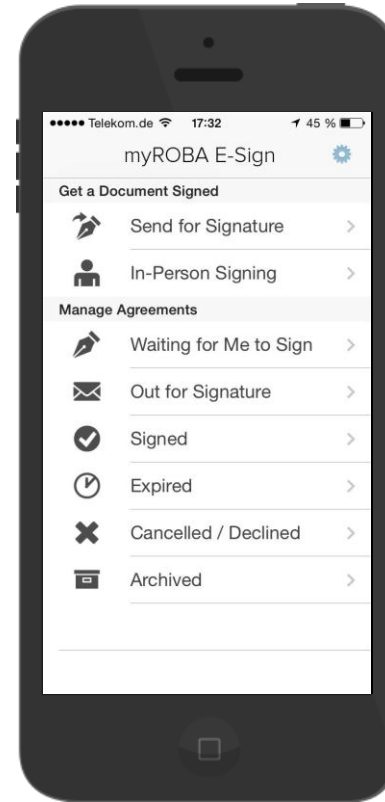 Telekom.de 17:32 45 %
myROBA E-Sign
Get a Document Signed
Send for Signature
In-Person Signing
Manage Agreements
Waiting for Me to Sign
Out for Signature
Signed
Expired
Cancelled / Declined
Archived